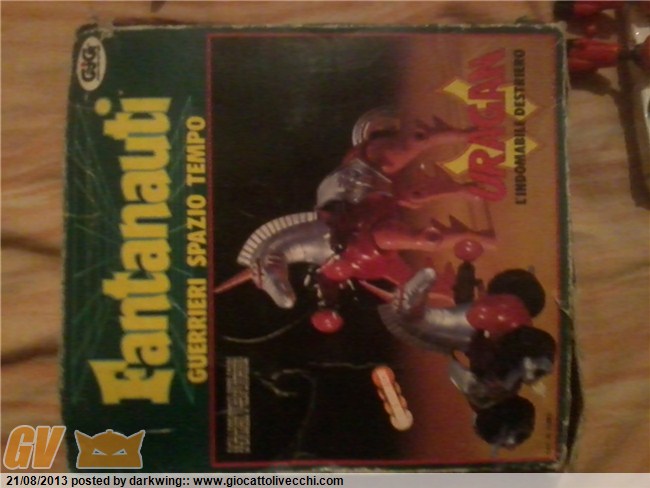 GiG
Fantanauti
GUERRIERI SPAZIO TEMPO
URAGAN
L'INDOMABILE DESTRIERO
GV
21/08/2013 posted by darkwing:: www.giocattolivecchi.com